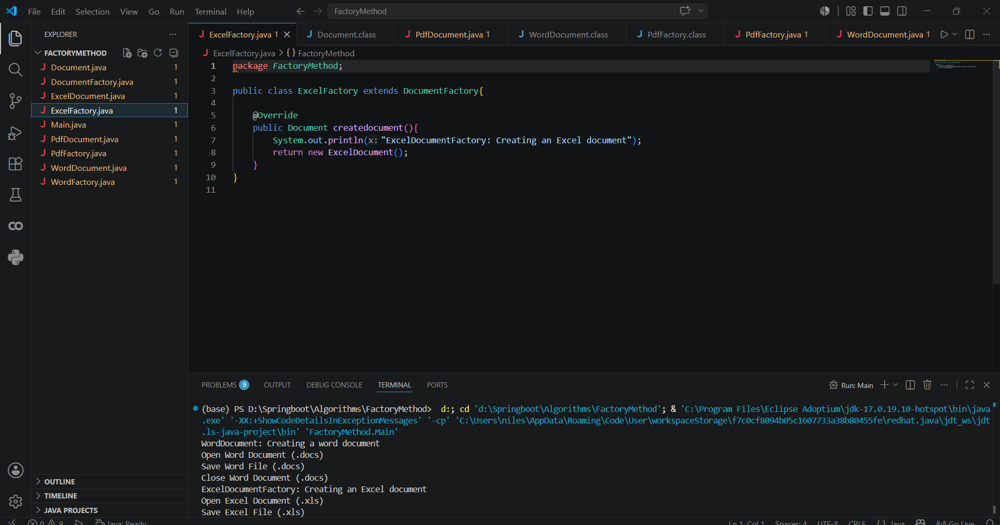 File Edit Selection View Go Run Terminal Help
FactoryMethod
EXPLORER
FACTORYMETHOD
Document.java 1
DocumentFactory.java 1
ExcelDocument.java 1
ExcelFactory.java 1
Main.java 1
PdfDocument.java 1
PdfFactory.java 1
WordDocument.java 1
WordFactory.java 1
OUTLINE
TIMELINE
JAVA PROJECTS
ExcelFactory.java 1 Document.class PdfDocument.java 1 WordDocument.class PdfFactory.class PdfFactory.java 1 WordDocument.java 1
ExcelFactory.java > {} FactoryMethod
1 package FactoryMethod;
2
3 public class ExcelFactory extends DocumentFactory{
4
5 @Override
6 public Document createdocument(){
7 System.out.println(x: "ExcelDocumentFactory: Creating an Excel document");
8 return new ExcelDocument();
9 }
10 }
11
PROBLEMS 9 OUTPUT DEBUG CONSOLE TERMINAL PORTS
Run: Main
(base) PS D:\Springboot\Algorithms\FactoryMethod> d:; cd 'd:\Springboot\Algorithms\FactoryMethod'; & 'C:\Program Files\Eclipse Adoptium\jdk-17.0.19.10-hotspot\bin\java
.exe' '-XX:+ShowCodeDetailsInExceptionMessages' '-cp' 'C:\Users\niles\AppData\Roaming\Code\User\workspaceStorage\f7c0cf8094b05c1607733a38b80455fe\redhat.java\jdt_ws\jdt
.ls-java-project\bin' 'FactoryMethod.Main'
WordDocument: Creating a word document
Open Word Document (.docs)
Save Word File (.docs)
Close Word Document (.docs)
ExcelDocumentFactory: Creating an Excel document
Open Excel Document (.xls)
Save Excel File (.xls)
0 9 Java: Ready Ln 1, Col 1 Spaces: 4 UTF-8 CRLF {} Java Go Live